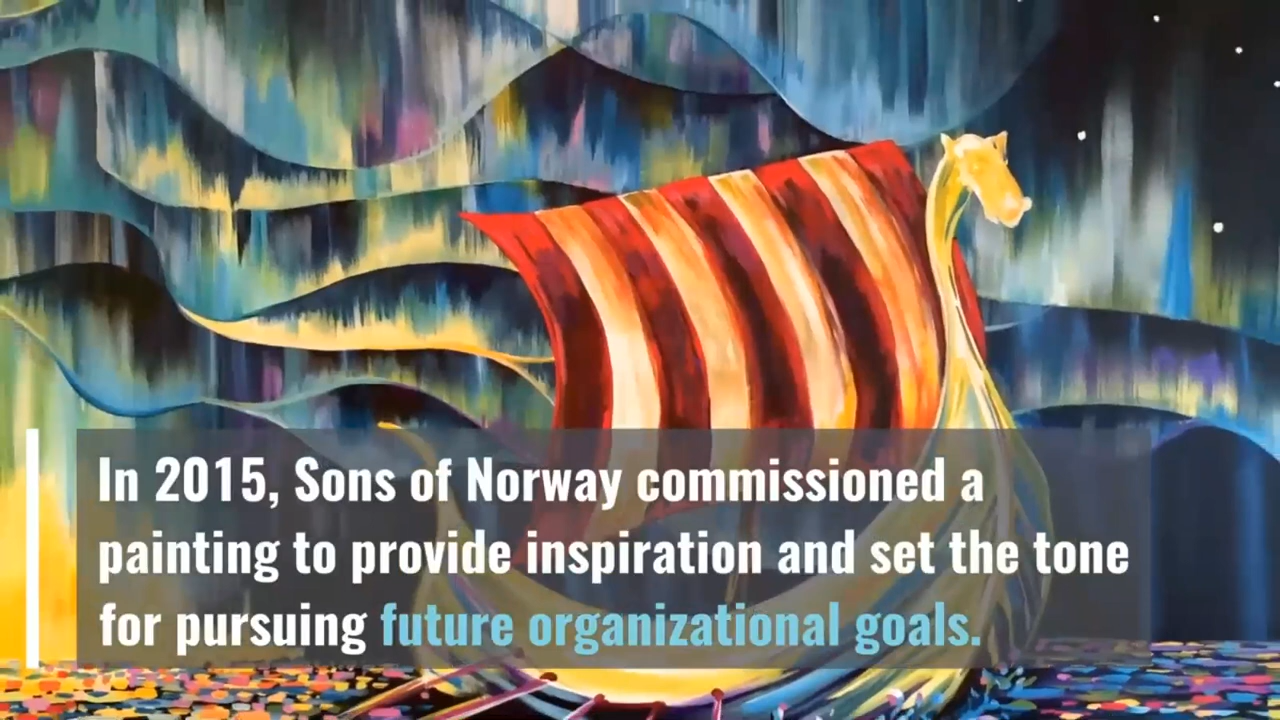 In 2015, Sons of Norway commissioned a
painting to provide inspiration and set the tone
for pursuing future organizational goals.